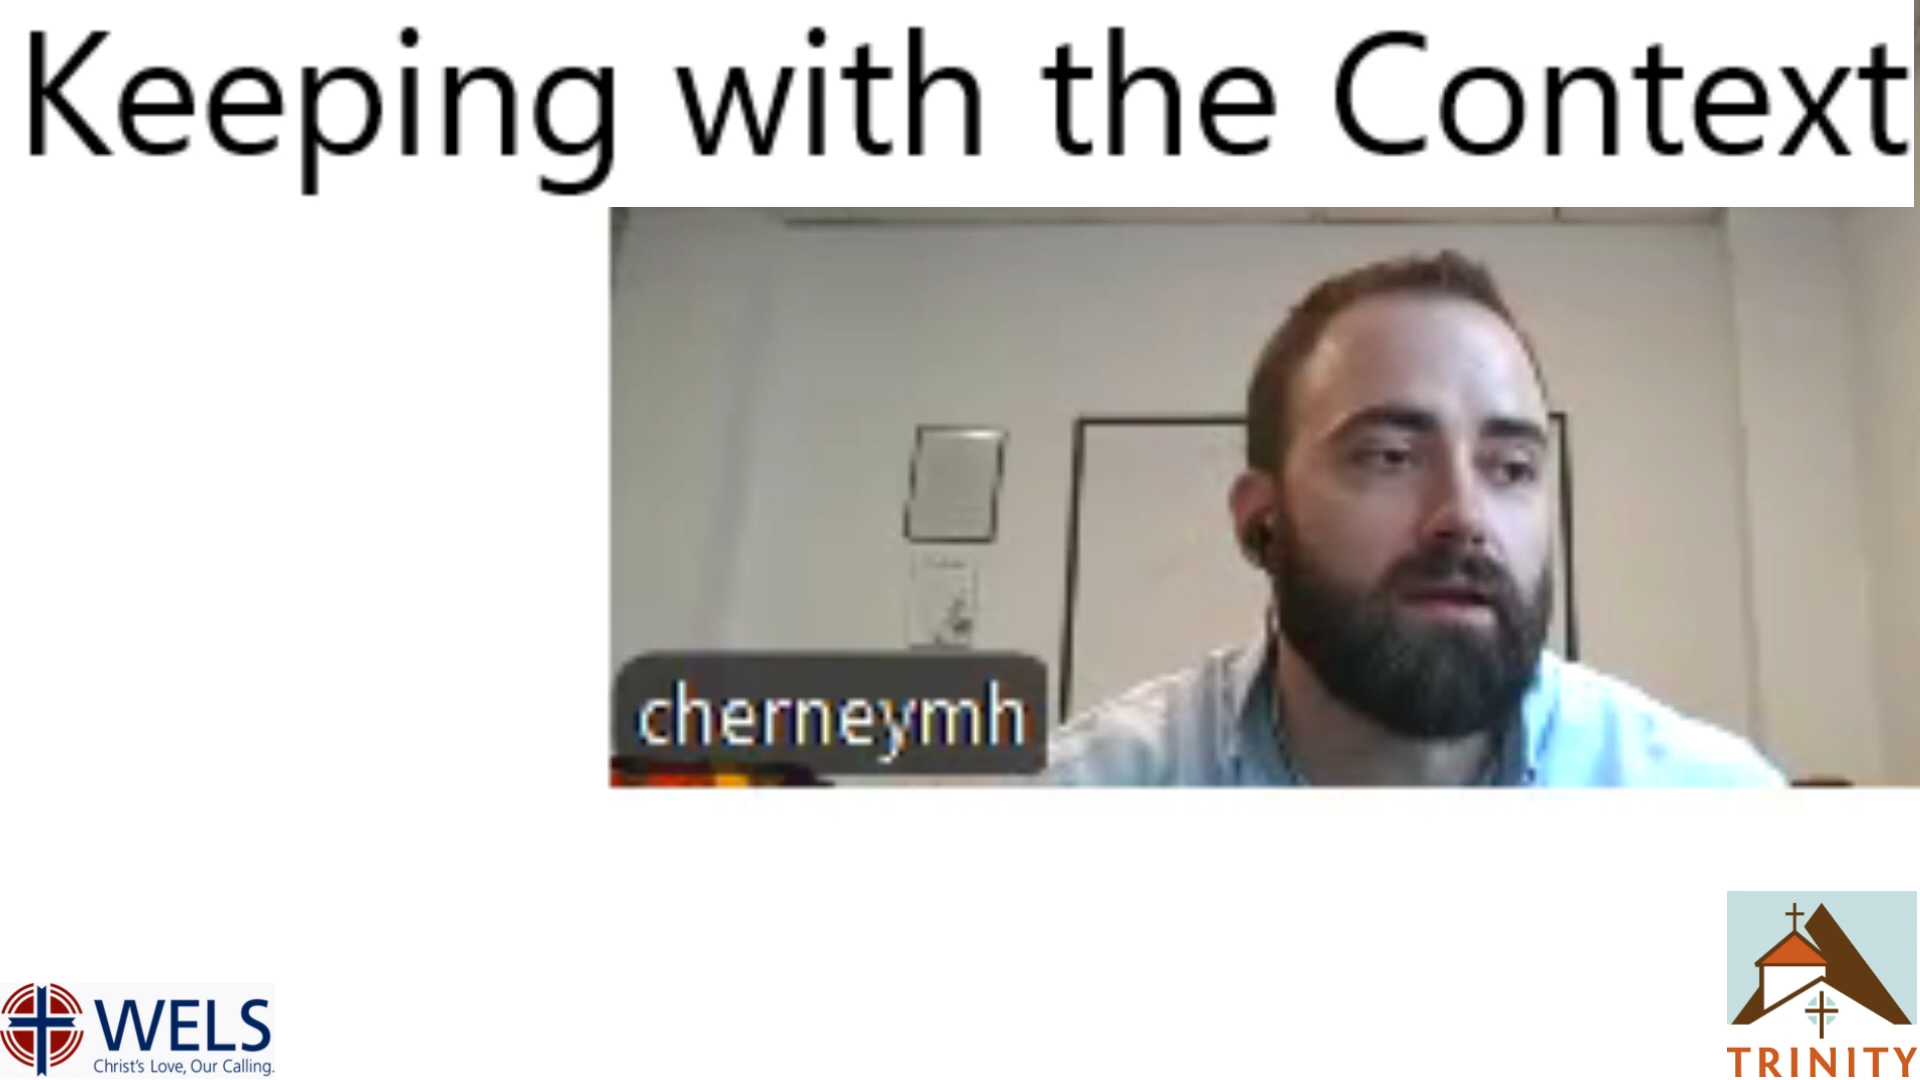 Keeping with the Context
cherneymh
WELS
Christ's Love, Our Calling.
TRINITY